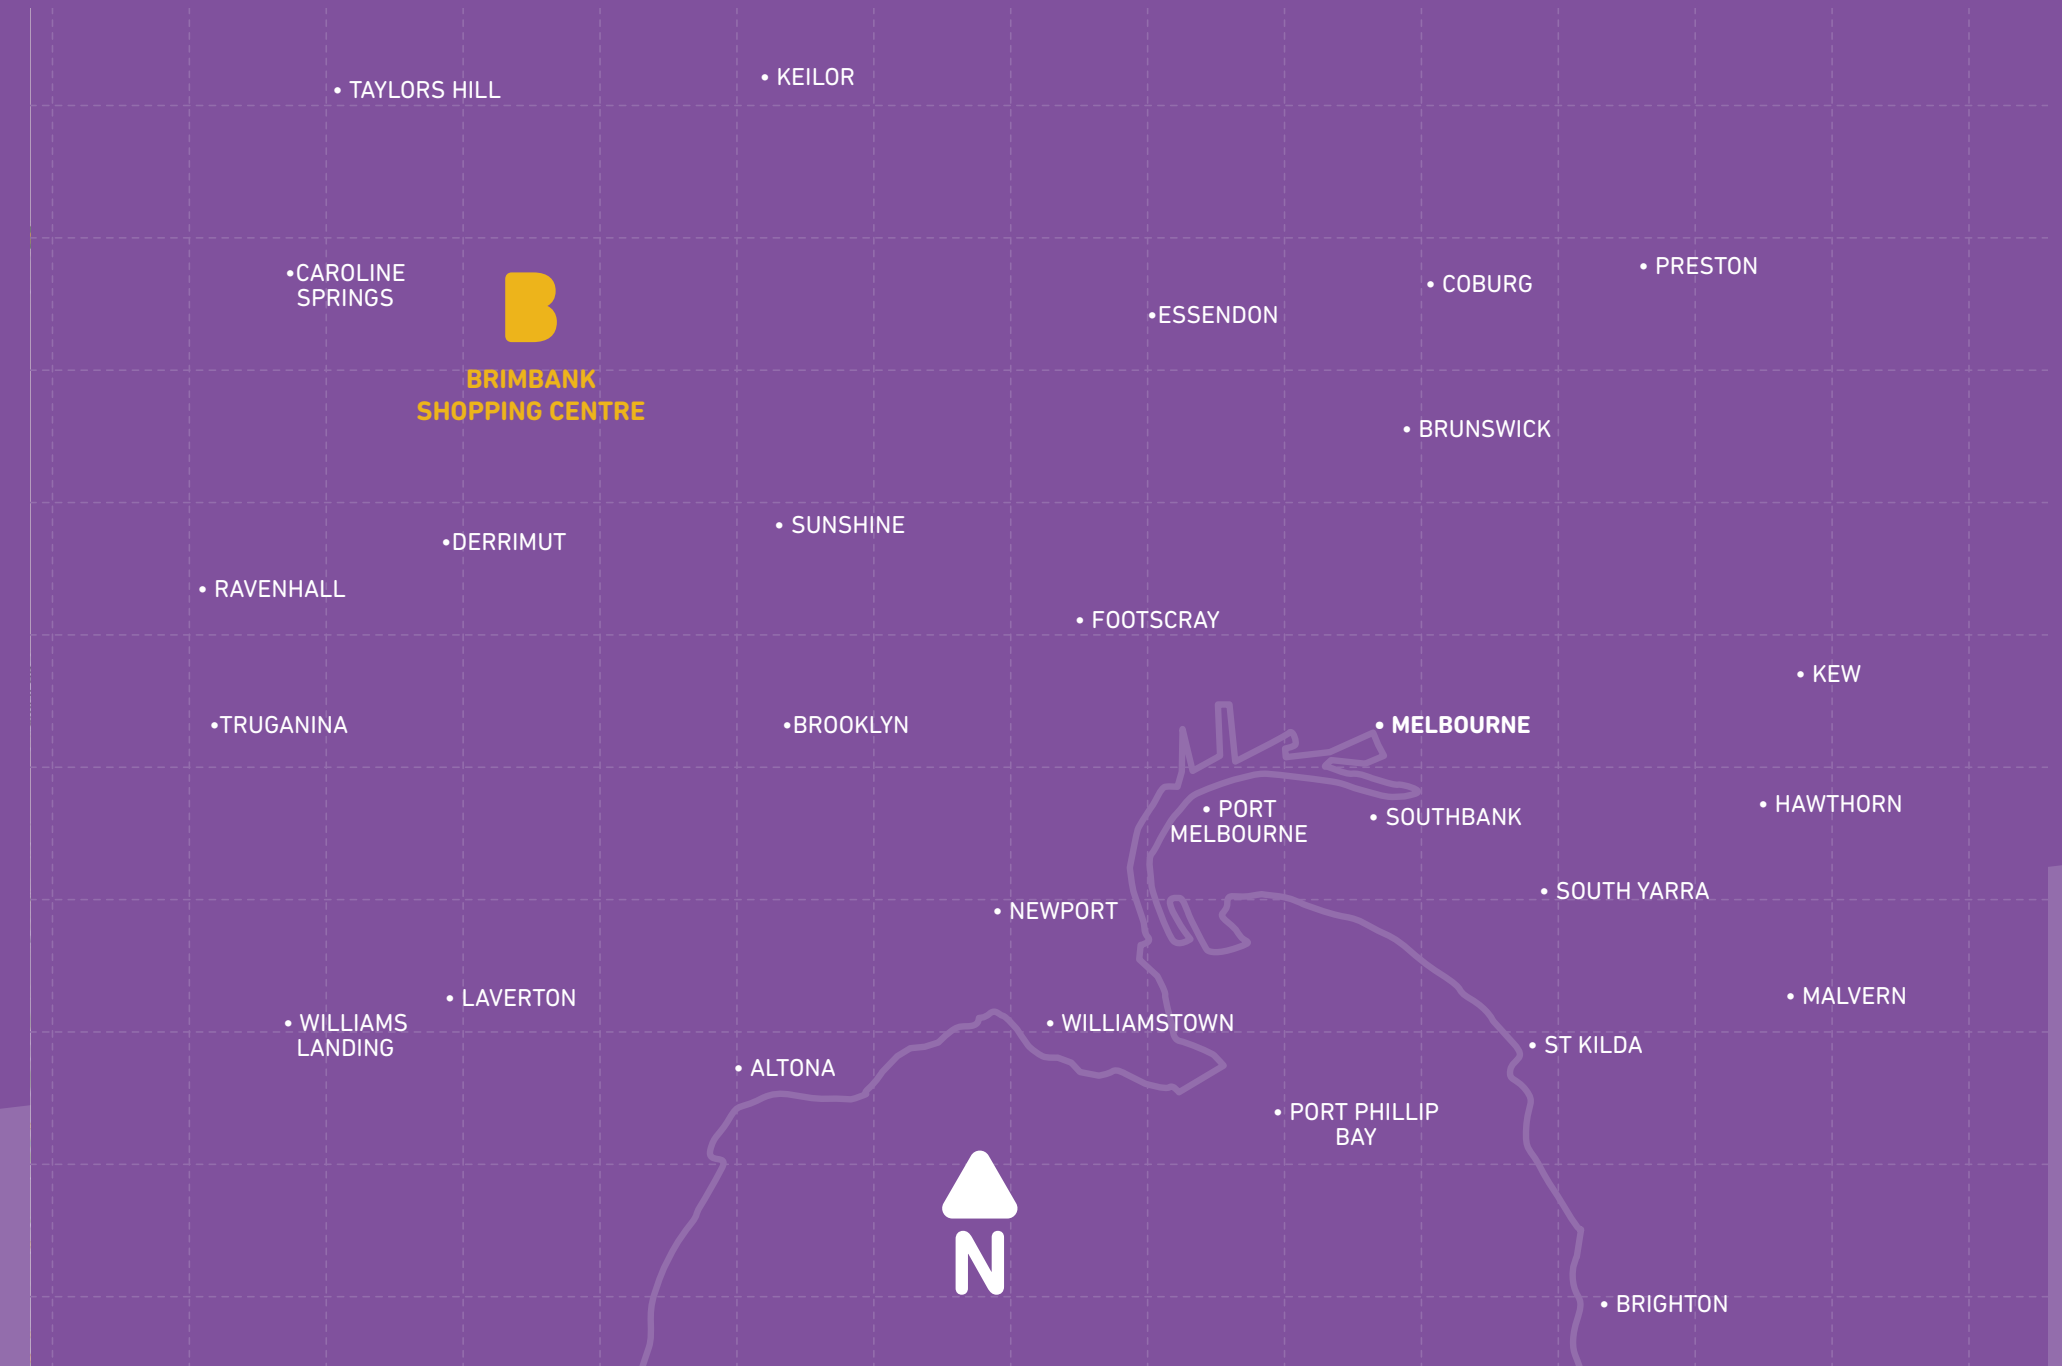 • KEILOR
• TAYLORS HILL
• PRESTON
•CAROLINE
SPRINGS
• COBURG
B
•ESSENDON
BRIMBANK
SHOPPING CENTRE
• BRUNSWICK
• SUNSHINE
•DERRIMUT
• RAVENHALL
• FOOTSCRAY
• KEW
•TRUGANINA
•BROOKLYN
• MELBOURNE
• HAWTHORN
• PORT
MELBOURNE
• SOUTHBANK
• SOUTH YARRA
• NEWPORT
• MALVERN
• LAVERTON
• WILLIAMS
LANDING
• WILLIAMSTOWN
• ST KILDA
• ALTONA
• PORT PHILLIP
BAY
N
• BRIGHTON